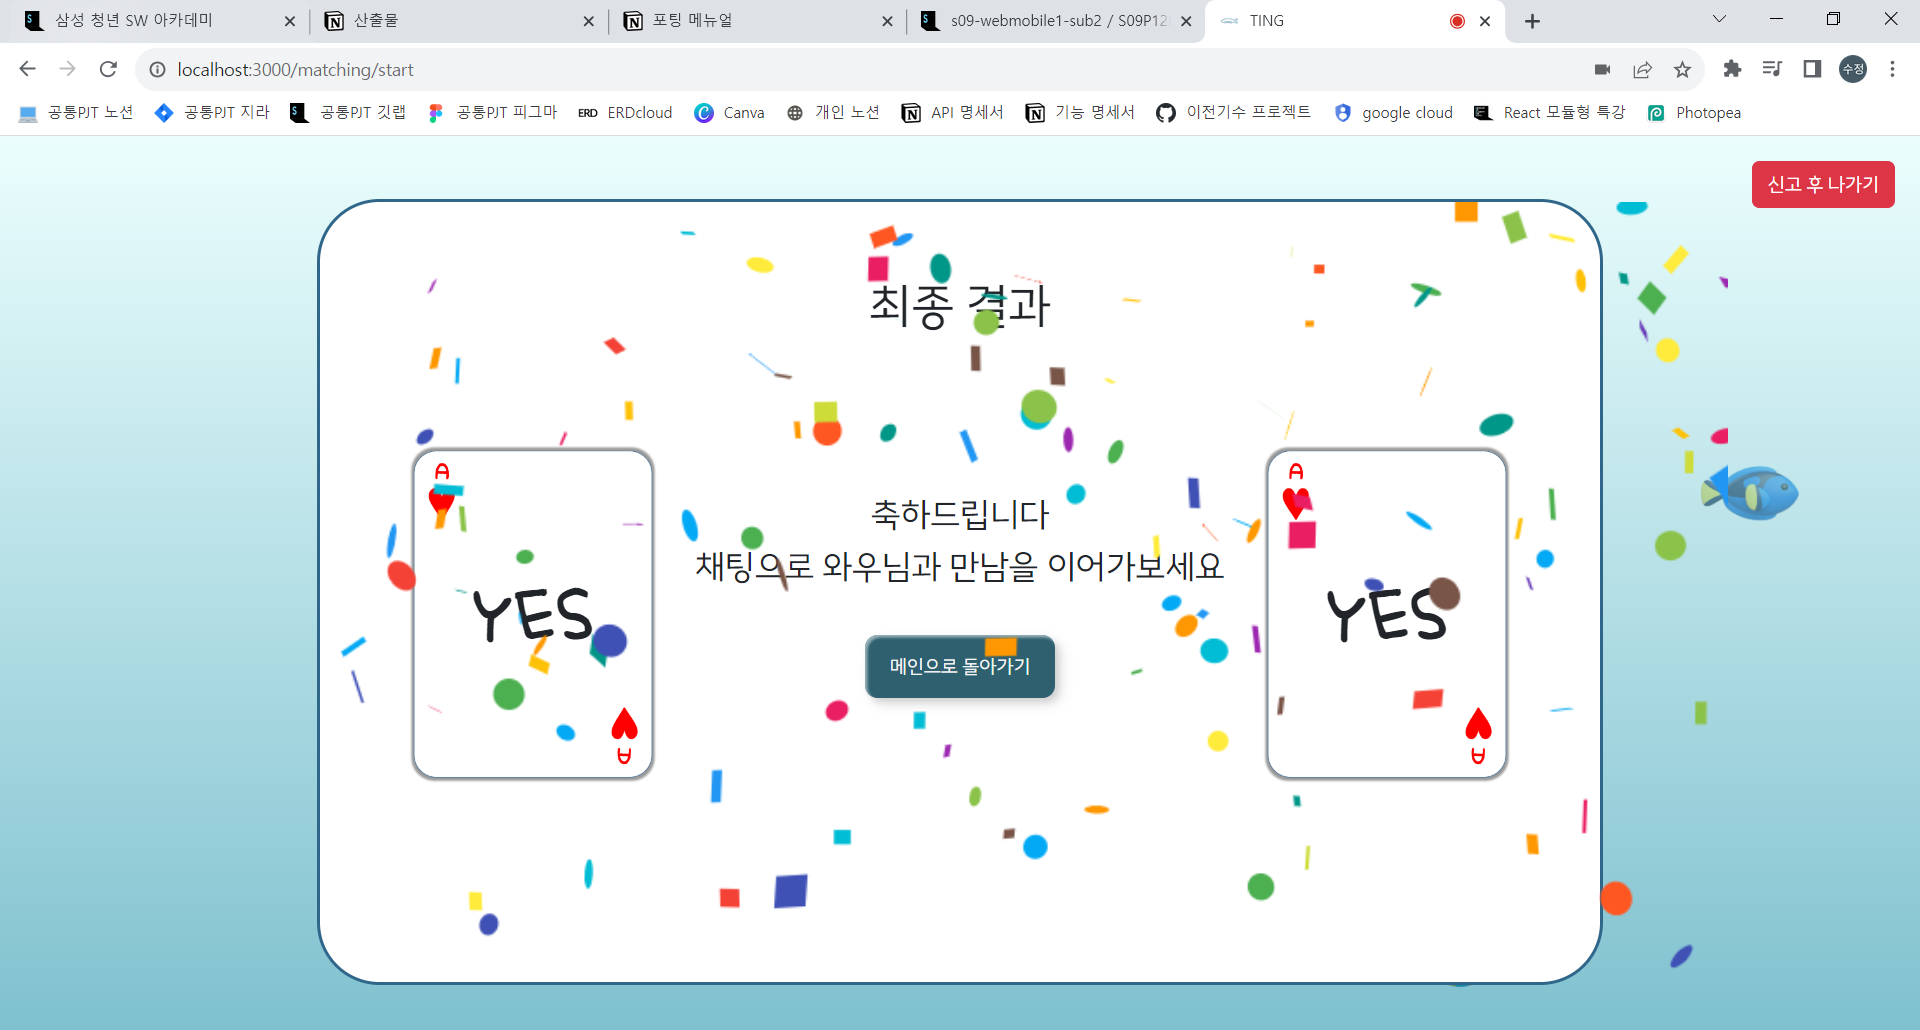 삼성 청년 SW 아카데미
산출물
포팅 메뉴얼
s09-webmobile1-sub2 / S09P12
TING
localhost:3000/matching/start
수정
공통PJT 노션
공통PJT 지라
공통PJT 깃랩
공통PJT 피그마
ERD ERDcloud
Canva
개인 노션
API 명세서
기능 명세서
이전기수 프로젝트
google cloud
React 모듈형 특강
Photopea
신고 후 나가기
최종 결과
A
YES
A
축하드립니다
채팅으로 와우님과 만남을 이어가보세요
메인으로 돌아가기
A
YES
A